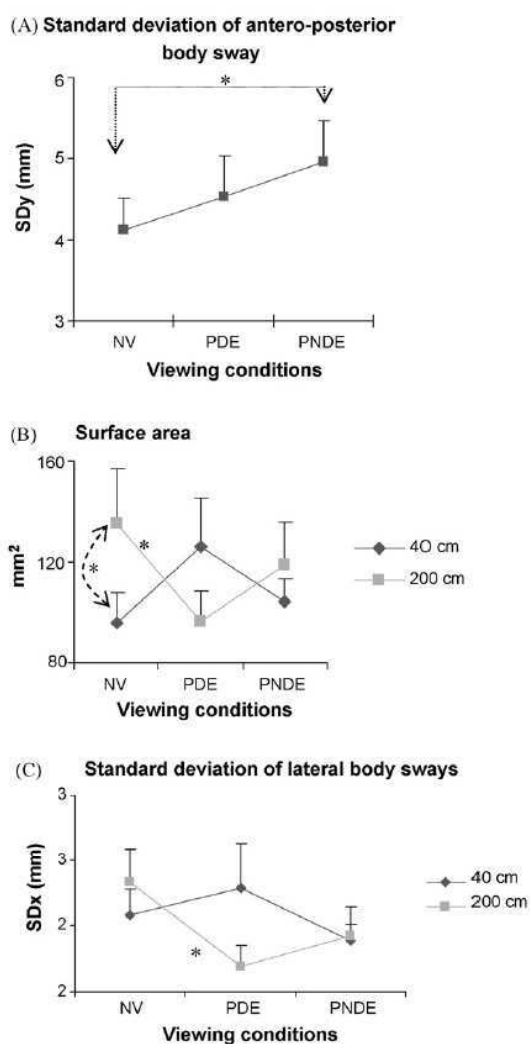 (A) Standard deviation of antero-posterior
body sway
6
*
5
SDy (mm)
4
3
NV PDE PNDE
Viewing conditions
(B) Surface area
160
*
120
mm²
*
80
4O cm
200 cm
NV PDE PNDE
Viewing conditions
(C) Standard deviation of lateral body sways
3
3
SDx (mm)
2
*
2
40 cm
200 cm
NV PDE PNDE
Viewing conditions